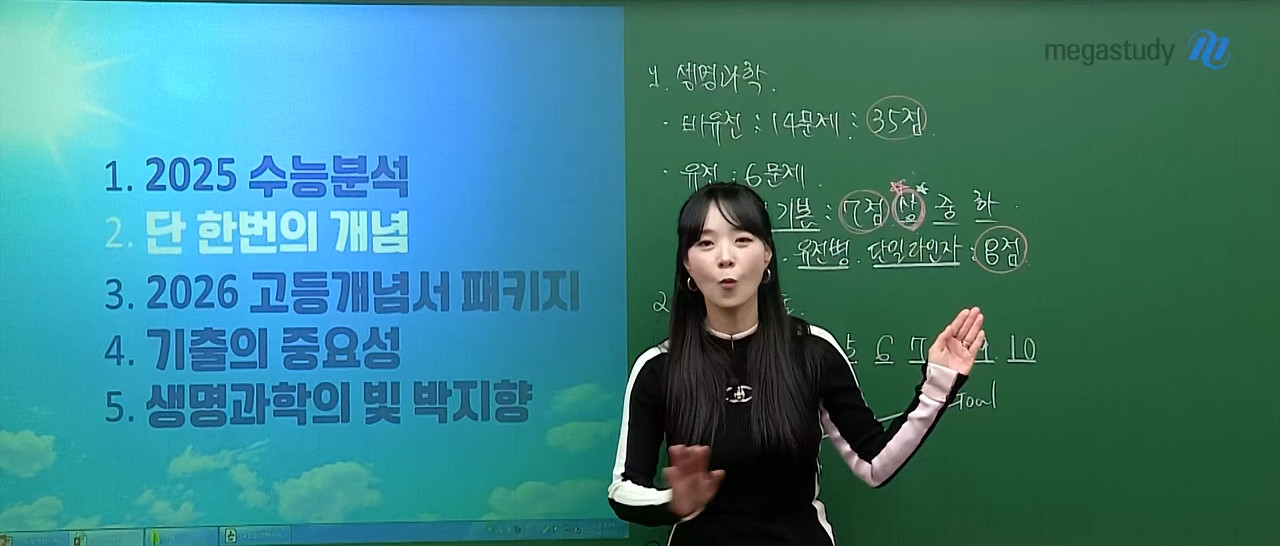 megastudy
1. 2025 수능분석
2. 단 한번의 개념
3. 2026 고등개념서 패키지
4. 기출의 중요성
5. 생명과학의 빛 박지향
1. 생명과학.
· 비유전 : 14문제 : 35점.
· 유전 : 6문제.
기본 : 7점 상 중 하.
· 유전병. 단일라인자 : 8점.
2.
5 6 7 10
Goal